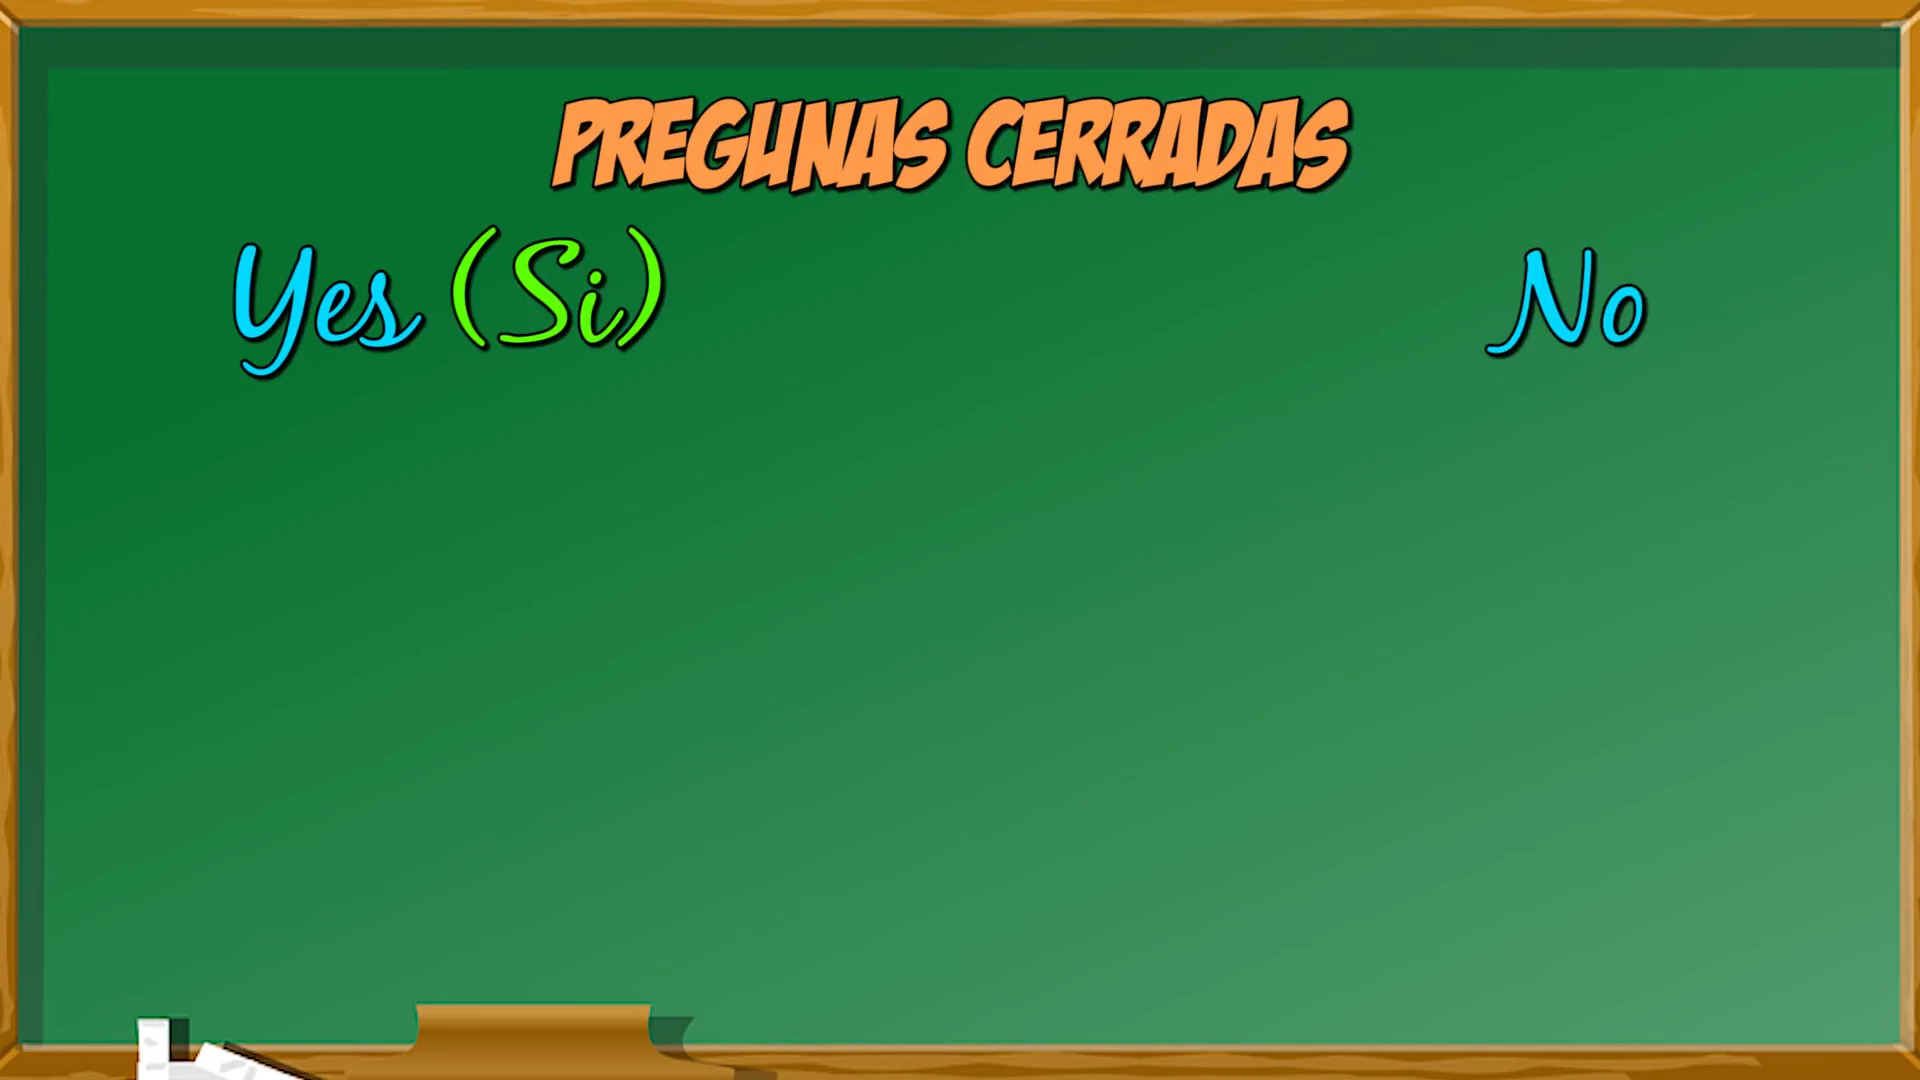 PREGUNAS CERRADAS
Yes (Si) No